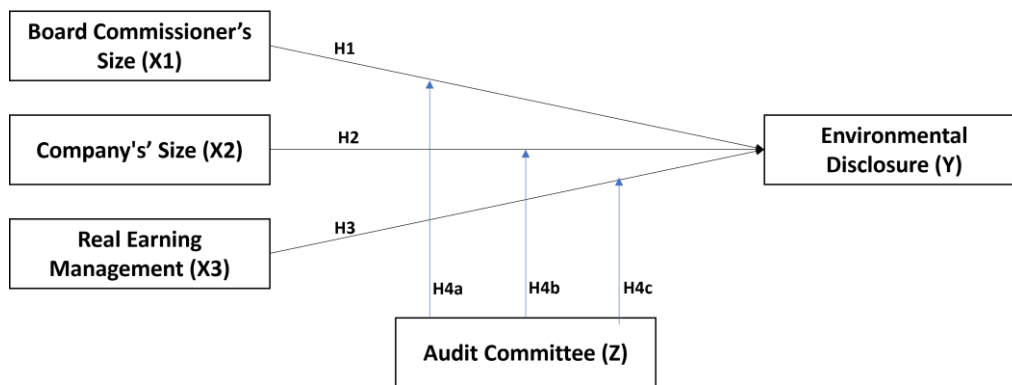 Board Commissioner's
Size (X1)
H1
Company's' Size (X2)
H2
Environmental
Disclosure (Y)
Real Earning
Management (X3)
H3
H4a
H4b
H4c
Audit Committee (Z)